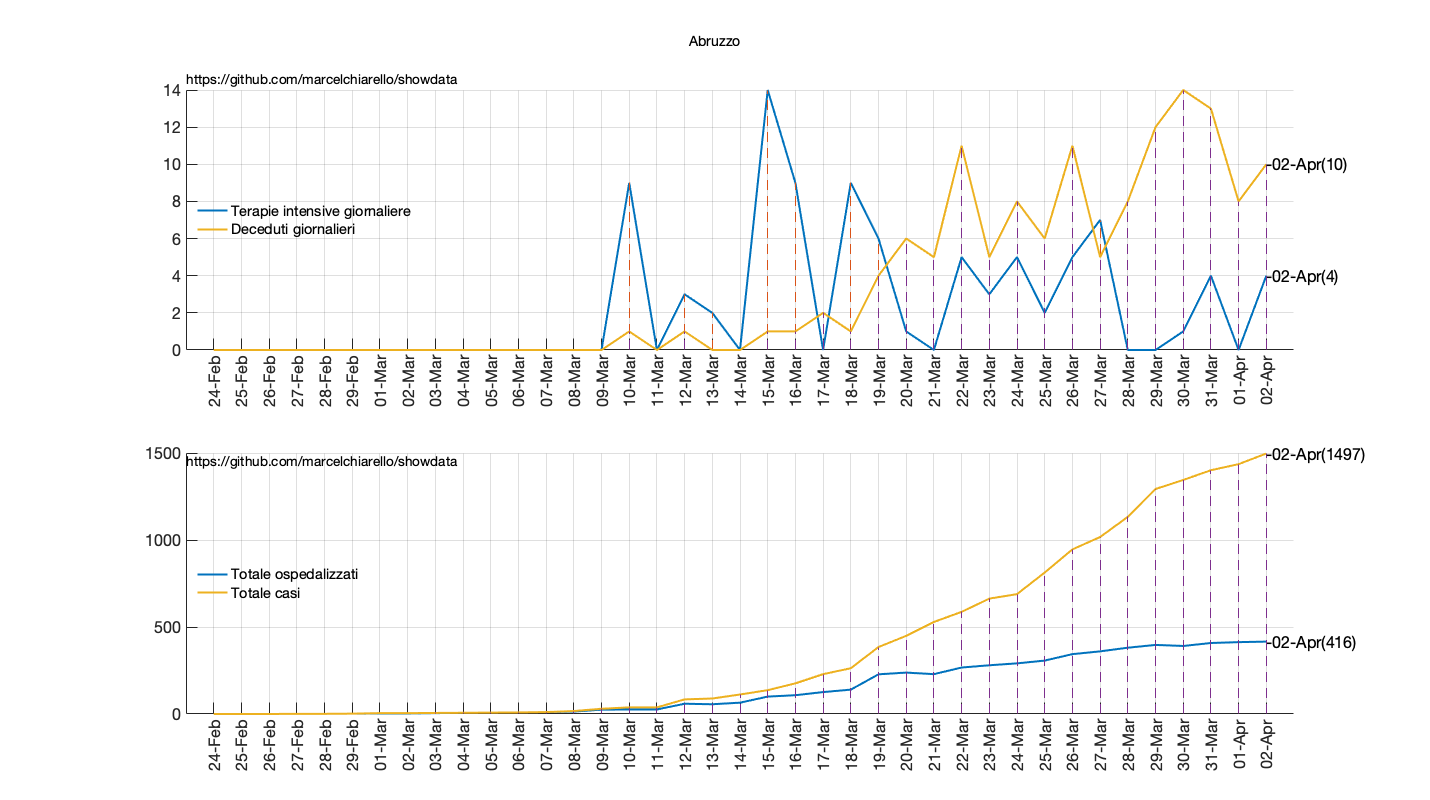 Abruzzo
https://github.com/marcelchiarello/showdata
14
12
10
8
6
4
2
0
Terapie intensive giornaliere
Deceduti giornalieri
02-Apr(10)
02-Apr(4)
24-Feb 25-Feb 26-Feb 27-Feb 28-Feb 29-Feb 01-Mar 02-Mar 03-Mar 04-Mar 05-Mar 06-Mar 07-Mar 08-Mar 09-Mar 10-Mar 11-Mar 12-Mar 13-Mar 14-Mar 15-Mar 16-Mar 17-Mar 18-Mar 19-Mar 20-Mar 21-Mar 22-Mar 23-Mar 24-Mar 25-Mar 26-Mar 27-Mar 28-Mar 29-Mar 30-Mar 31-Mar 01-Apr 02-Apr
https://github.com/marcelchiarello/showdata
1500
1000
500
0
Totale ospedalizzati
Totale casi
02-Apr(1497)
02-Apr(416)
24-Feb 25-Feb 26-Feb 27-Feb 28-Feb 29-Feb 01-Mar 02-Mar 03-Mar 04-Mar 05-Mar 06-Mar 07-Mar 08-Mar 09-Mar 10-Mar 11-Mar 12-Mar 13-Mar 14-Mar 15-Mar 16-Mar 17-Mar 18-Mar 19-Mar 20-Mar 21-Mar 22-Mar 23-Mar 24-Mar 25-Mar 26-Mar 27-Mar 28-Mar 29-Mar 30-Mar 31-Mar 01-Apr 02-Apr